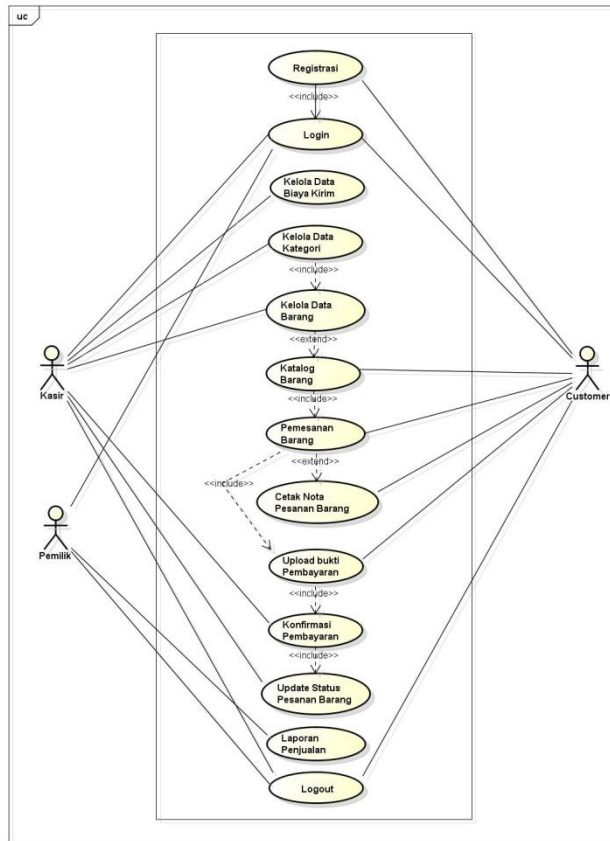 uc
Registrasi
<<include>>
Login
Kelola Data
Biaya Kirim
Kelola Data
Kategori
<<include>>
Kelola Data
Barang
<<extend>>
Katalog
Barang
<<include>>
Kasir
Customer
Pemesanan
Barang
<<extend>>
<<include>>
Cetak Nota
Pesanan Barang
Pemilik
Upload bukti
Pembayaran
<<include>>
Konfirmasi
Pembayaran
<<include>>
Update Status
Pesanan Barang
Laporan
Penjualan
Logout